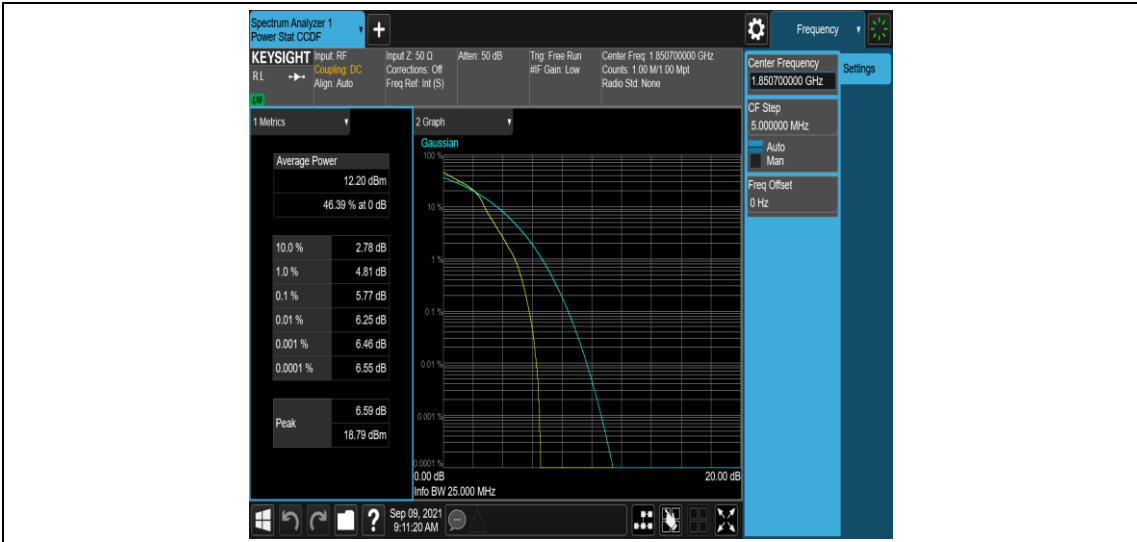 Spectrum Analyzer 1
Power Stat CCDF
+
Frequency
KEYSIGHT
R L
LXI
Input: RF
Coupling: DC
Align: Auto
Input Z: 50 Ω
Corrections: Off
Freq Ref: Int (S)
Atten: 50 dB
Trig: Free Run
#IF Gain: Low
Center Freq: 1.850700000 GHz
Counts: 1.00 M/1.00 Mpt
Radio Std: None
Center Frequency
1.850700000 GHz
Settings
CF Step
5.000000 MHz
Auto
Man
Freq Offset
0 Hz
1 Metrics
Average Power
12.20 dBm
46.39 % at 0 dB
10.0 % 2.78 dB
1.0 % 4.81 dB
0.1 % 5.77 dB
0.01 % 6.25 dB
0.001 % 6.46 dB
0.0001 % 6.55 dB
Peak 6.59 dB
18.79 dBm
2 Graph
Gaussian
100 %
10 %
1 %
0.1 %
0.01 %
0.001 %
0.0001 %
0.00 dB 20.00 dB
Info BW 25.000 MHz
?
Sep 09, 2021
9:11:20 AM